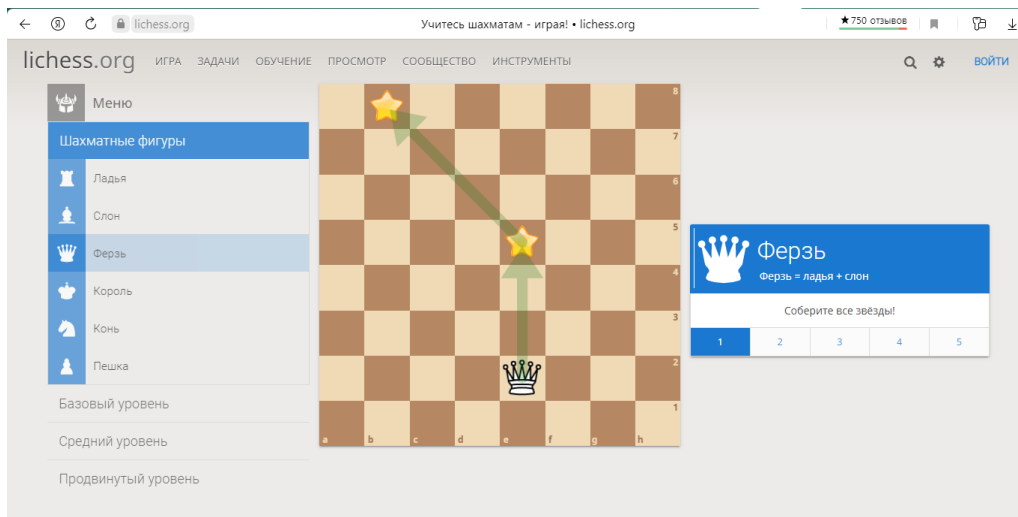 lichess.org
Учитесь шахматам - играя! • lichess.org
★750 отзывов
lichess.org
ИГРА ЗАДАЧИ ОБУЧЕНИЕ ПРОСМОТР СООБЩЕСТВО ИНСТРУМЕНТЫ
ВОЙТИ
Меню
Шахматные фигуры
Ладья
Слон
Ферзь
Король
Конь
Пешка
Базовый уровень
Средний уровень
Продвинутый уровень
8
7
6
5
4
3
2
1
a b c d e f g h
Ферзь
Ферзь = ладья + слон
Соберите все звёзды!
1 2 3 4 5